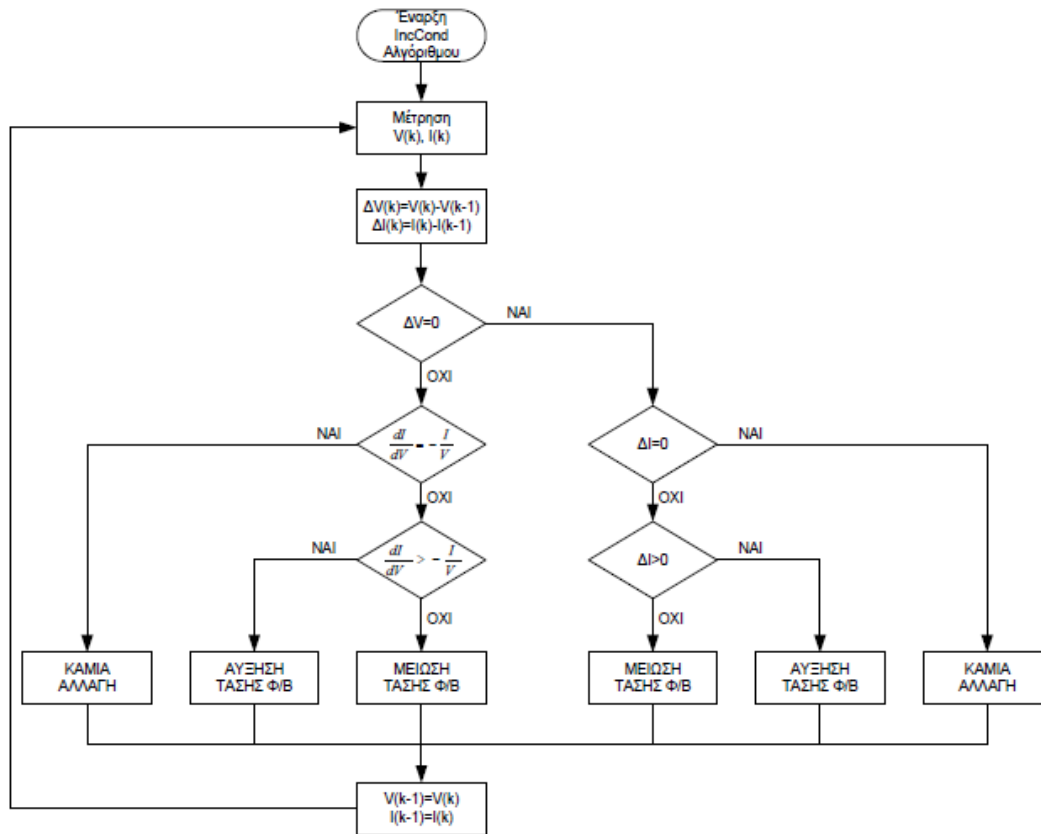 Έναρξη
IncCond
Αλγόριθμου
Μέτρηση
V(k), I(k)
ΔV(k)=V(k)-V(k-1)
ΔI(k)=I(k)-I(k-1)
ΔV=0
ΝΑΙ
ΟΧΙ
ΝΑΙ
dI/dV = - I/V
ΔI=0
ΝΑΙ
ΟΧΙ
ΟΧΙ
ΝΑΙ
dI/dV > - I/V
ΔI>0
ΝΑΙ
ΟΧΙ
ΟΧΙ
ΚΑΜΙΑ
ΑΛΛΑΓΗ
ΑΥΞΗΣΗ
ΤΑΣΗΣ Φ/Β
ΜΕΙΩΣΗ
ΤΑΣΗΣ Φ/Β
ΜΕΙΩΣΗ
ΤΑΣΗΣ Φ/Β
ΑΥΞΗΣΗ
ΤΑΣΗΣ Φ/Β
ΚΑΜΙΑ
ΑΛΛΑΓΗ
V(k-1)=V(k)
I(k-1)=I(k)